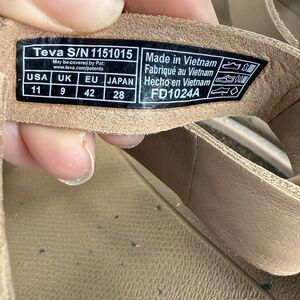 Teva S/N 1151015
May be covered by Pat:
www.teva.com/patents
USA UK EU JAPAN
11 9 42 28
Made in Vietnam
Fabriqué au Vietnam
Hecho en Vietnam
FD1024A